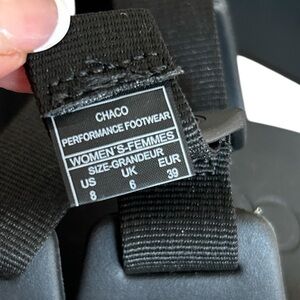 CHACO
PERFORMANCE FOOTWEAR
WOMEN'S-FEMMES
SIZE-GRANDEUR
US UK EUR
8 6 39